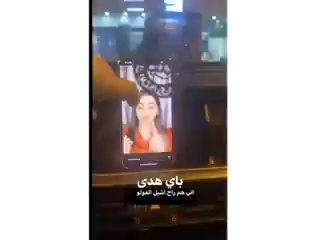 باي هدى
اني هم راح اشيل الفولو